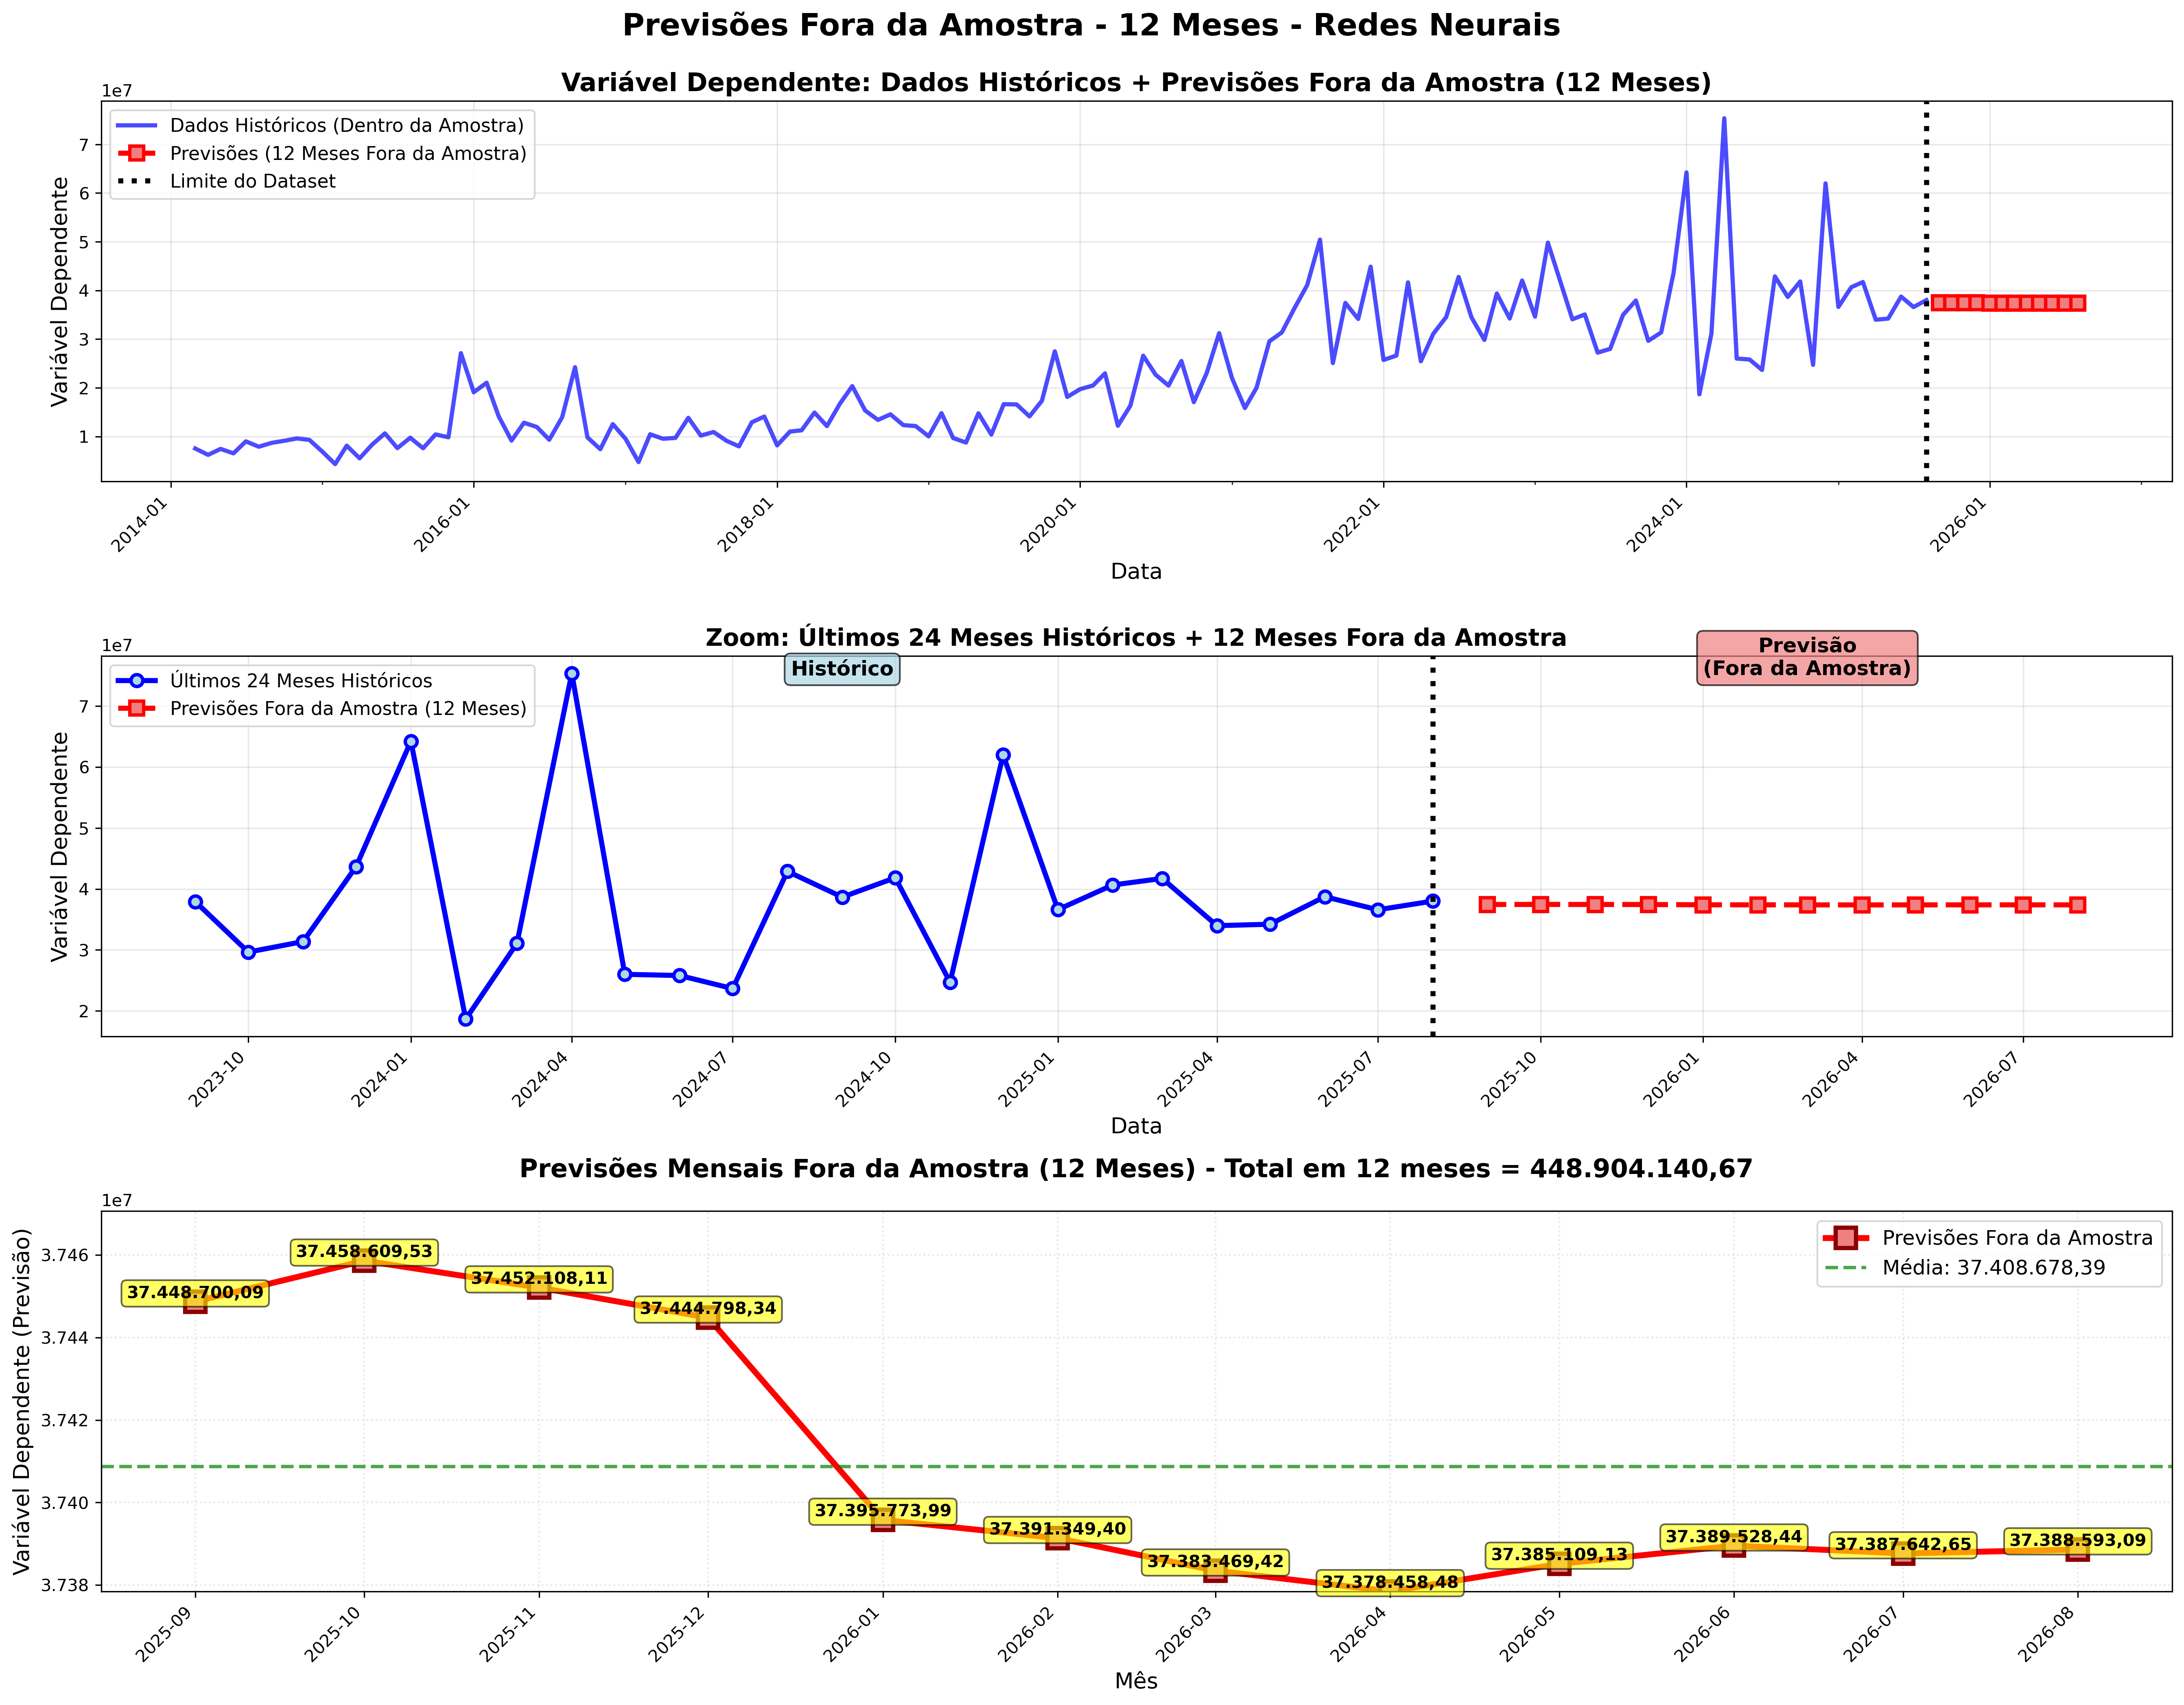 Previsões Fora da Amostra - 12 Meses - Redes Neurais
Variável Dependente: Dados Históricos + Previsões Fora da Amostra (12 Meses)
1e7
Dados Históricos (Dentro da Amostra)
Previsões (12 Meses Fora da Amostra)
Limite do Dataset
Variável Dependente
7
6
5
4
3
2
1
2014-01
2016-01
2018-01
2020-01
2022-01
2024-01
2026-01
Data
Zoom: Últimos 24 Meses Históricos + 12 Meses Fora da Amostra
1e7
Histórico
Previsão
(Fora da Amostra)
Últimos 24 Meses Históricos
Previsões Fora da Amostra (12 Meses)
Variável Dependente
7
6
5
4
3
2
2023-10
2024-01
2024-04
2024-07
2024-10
2025-01
2025-04
2025-07
2025-10
2026-01
2026-04
2026-07
Data
Previsões Mensais Fora da Amostra (12 Meses) - Total em 12 meses = 448.904.140,67
1e7
Previsões Fora da Amostra
Média: 37.408.678,39
Variável Dependente (Previsão)
3.746
3.744
3.742
3.740
3.738
37.448.700,09
37.458.609,53
37.452.108,11
37.444.798,34
37.395.773,99
37.391.349,40
37.383.469,42
37.378.458,48
37.385.109,13
37.389.528,44
37.387.642,65
37.388.593,09
2025-09
2025-10
2025-11
2025-12
2026-01
2026-02
2026-03
2026-04
2026-05
2026-06
2026-07
2026-08
Mês